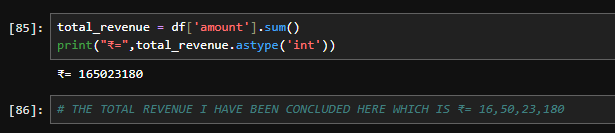 [85]: total_revenue = df['amount'].sum()
print("₹=",total_revenue.astype('int'))
₹= 165023180
[86]: # THE TOTAL REVENUE I HAVE BEEN CONCLUDED HERE WHICH IS ₹= 16,50,23,180